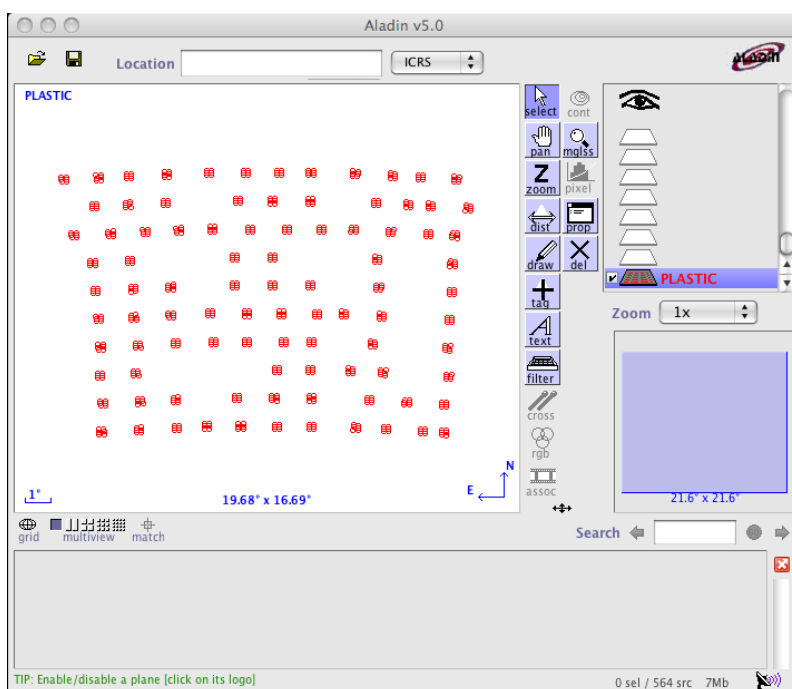 Aladin v5.0
Location
ICRS
ALADIN
PLASTIC
select
cont
pan
mglss
Z
zoom
pixel
dist
prop
draw
del
PLASTIC
tag
Zoom
1x
A
text
filter
cross
rgb
N
1°
E
assoc
19.68° x 16.69°
21.6° x 21.6°
grid
multiview
match
Search
TIP: Enable/disable a plane [click on its logo]
0 sel / 564 src 7Mb